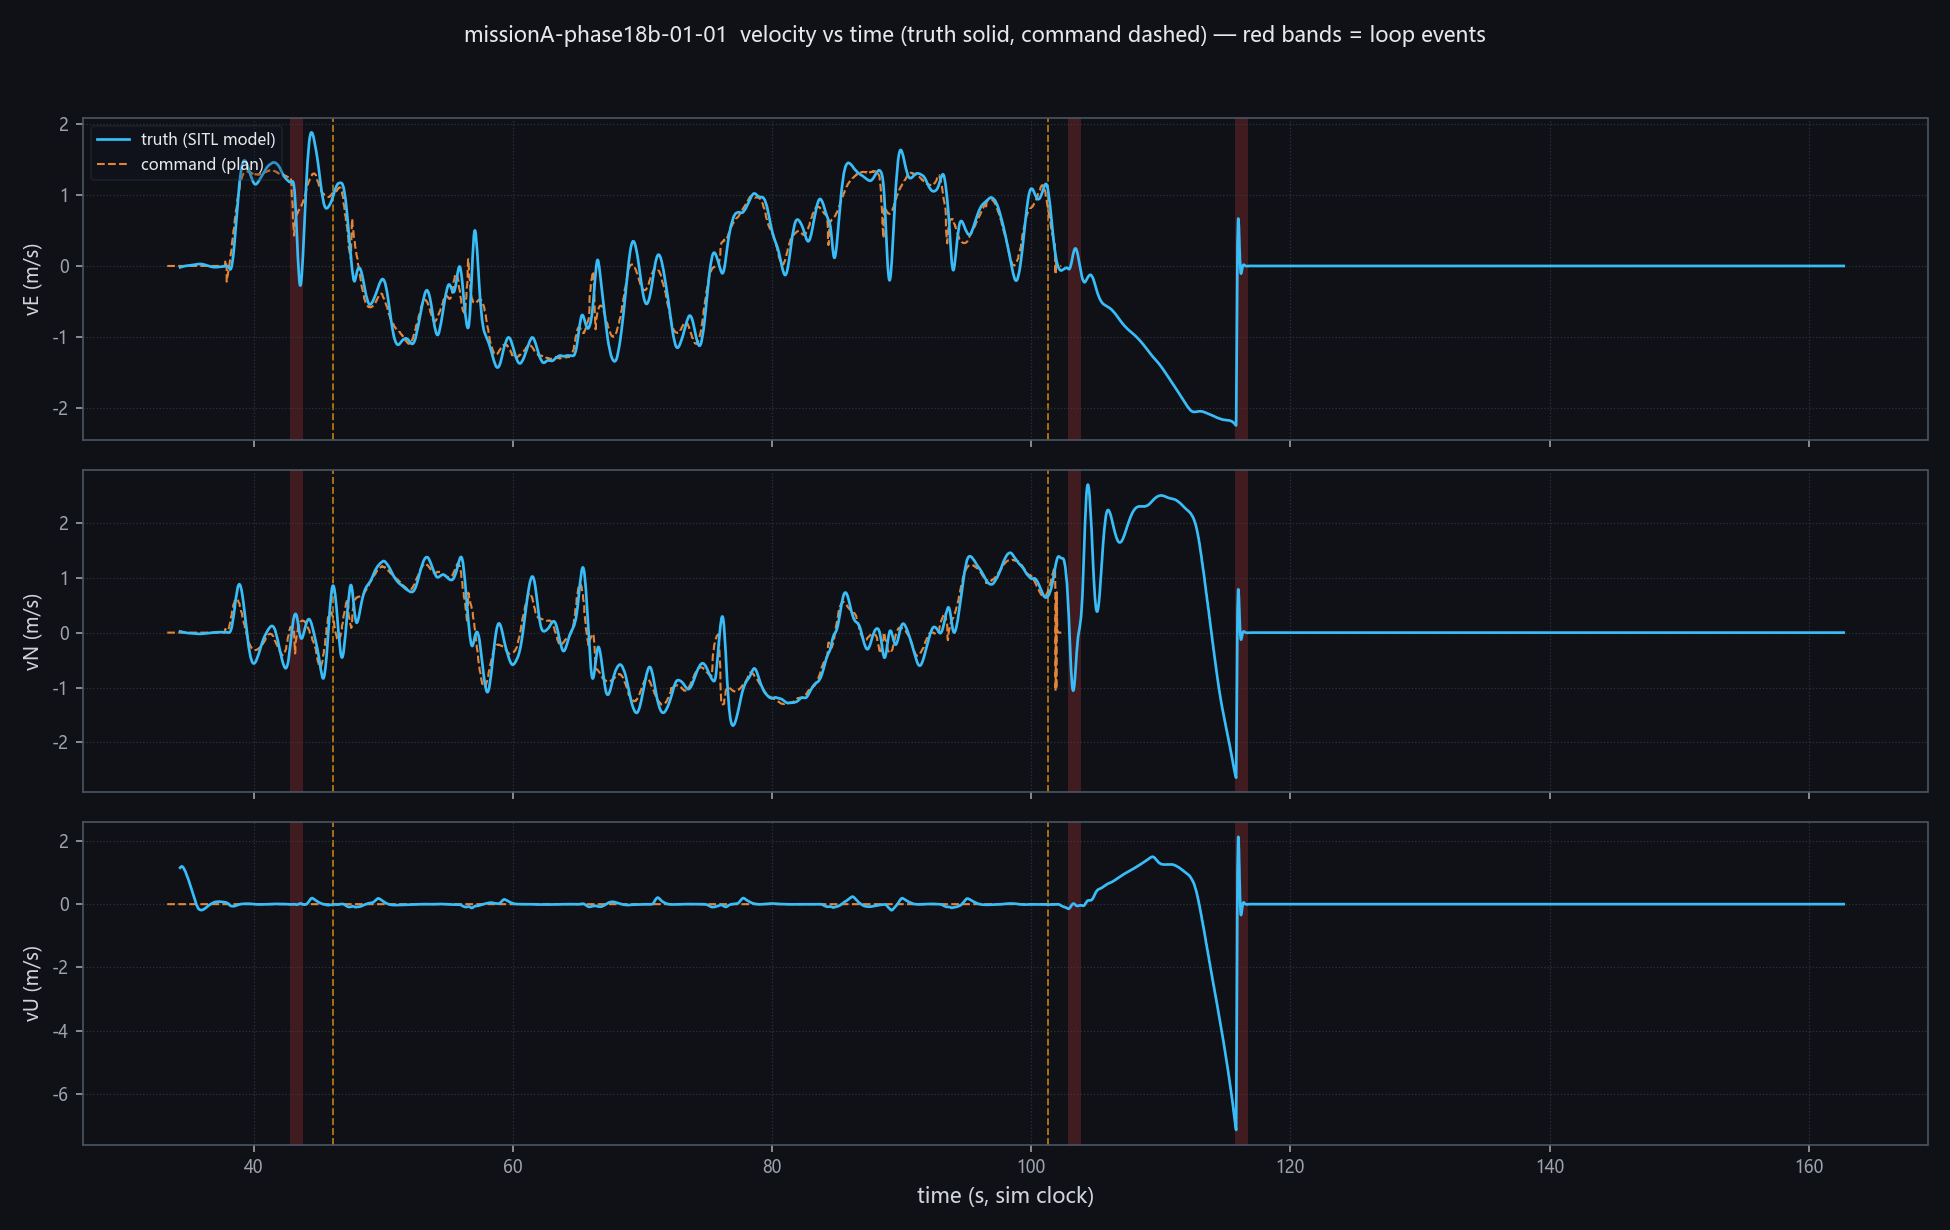 missionA-phase18b-01-01  velocity vs time (truth solid, command dashed) — red bands = loop events
truth (SITL model)
command (plan)
2
1
0
-1
-2
vE (m/s)
2
1
0
-1
-2
vN (m/s)
2
0
-2
-4
-6
vU (m/s)
40 60 80 100 120 140 160
time (s, sim clock)